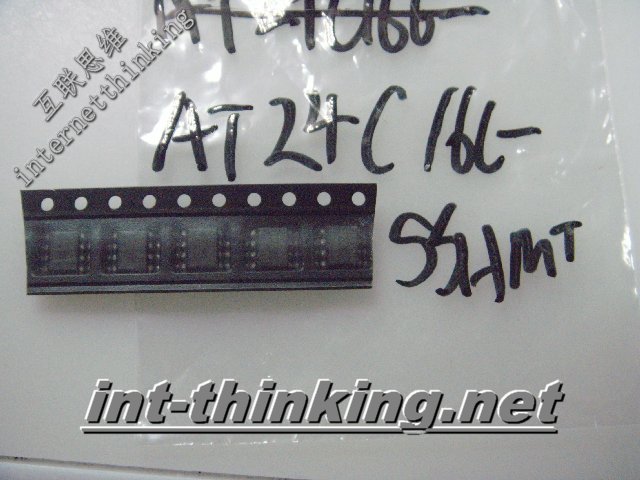 互联思维
internetthinking
AT24C16C-
SSHMT
int-thinking.net